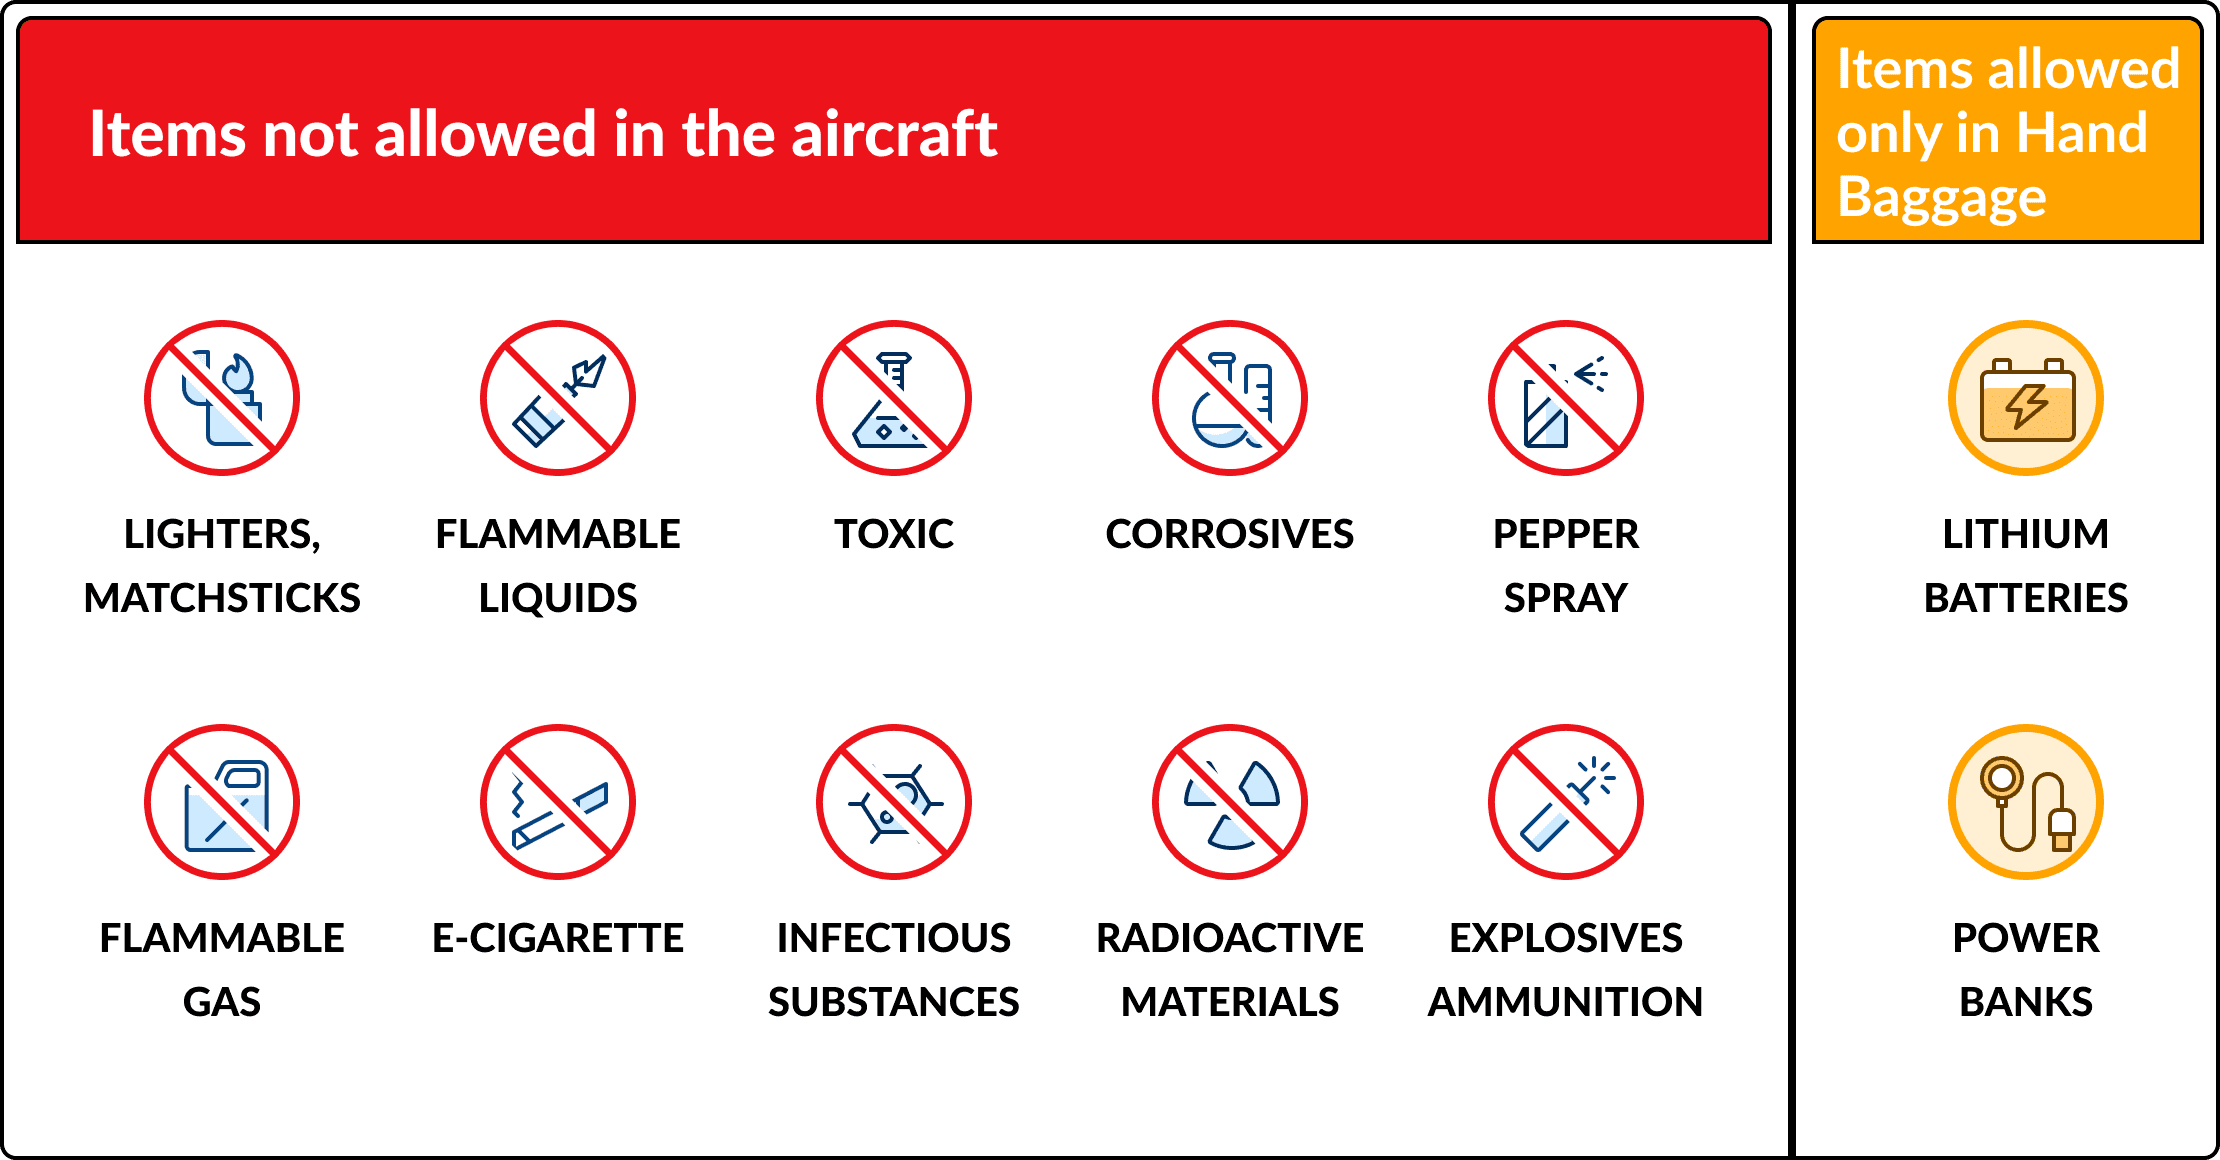 Items not allowed in the aircraft
LIGHTERS,
MATCHSTICKS
FLAMMABLE
LIQUIDS
TOXIC
CORROSIVES
PEPPER
SPRAY
FLAMMABLE
GAS
E-CIGARETTE
INFECTIOUS
SUBSTANCES
RADIOACTIVE
MATERIALS
EXPLOSIVES
AMMUNITION
Items allowed
only in Hand
Baggage
LITHIUM
BATTERIES
POWER
BANKS